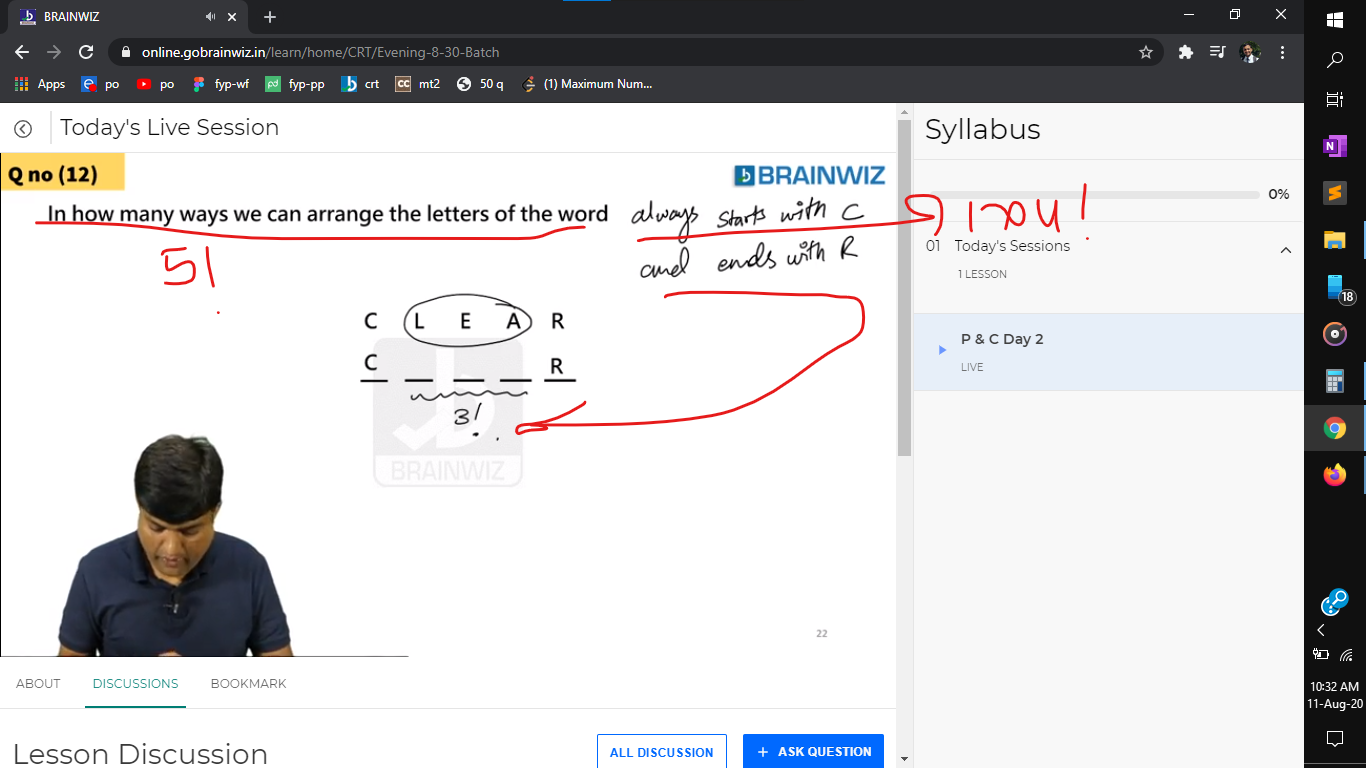 BRAINWIZ
online.gobrainwiz.in/learn/home/CRT/Evening-8-30-Batch
Apps po po fyp-wf fyp-pp crt CC mt2 50 q (1) Maximum Num...
Today's Live Session
Q no (12)
BRAINWIZ
In how many ways we can arrange the letters of the word always starts with C
and ends with R
5!
C L E A R
C _ _ _ R
3!
BRAINWIZ
22
ABOUT DISCUSSIONS BOOKMARK
Lesson Discussion
ALL DISCUSSION
+ ASK QUESTION
Syllabus
0%
01 Today's Sessions
1 LESSON
P & C Day 2
LIVE
18
10:32 AM
11-Aug-20